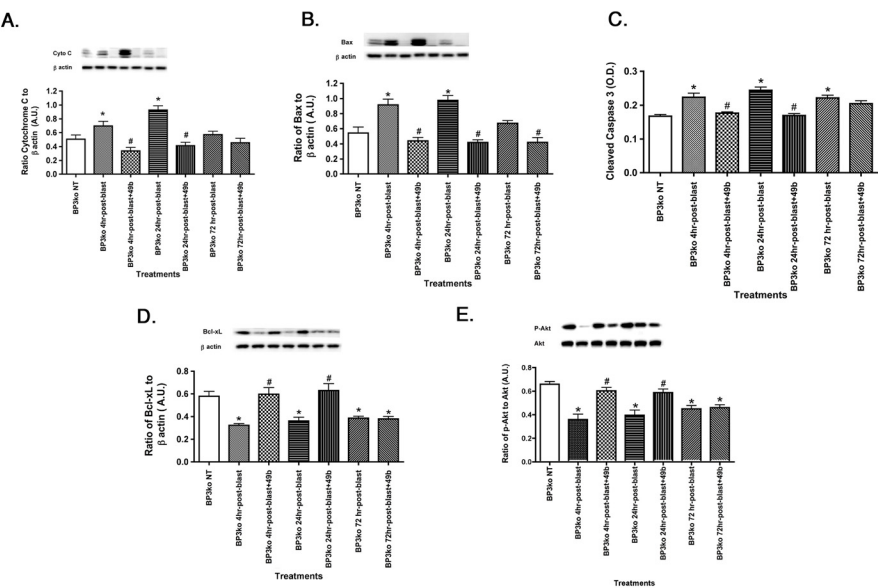 A.
Cyto C
β actin
Ratio Cytochrome C to
β actin (A.U.)
1.0
0.8
0.6
0.4
0.2
0.0
*
#
*
#
BP3ko NT
BP3ko 4hr-post-blast
BP3ko 4hr-post-blast+49b
BP3ko 24hr-post-blast
BP3ko 24hr-post-blast+49b
BP3ko 72 hr-post-blast
BP3ko 72hr-post-blast+49b
Treatments
B.
Bax
β actin
Ratio of Bax to
β actin ( A.U.)
1.0
0.8
0.6
0.4
0.2
0.0
*
#
*
#
#
BP3ko NT
BP3ko 4hr-post-blast
BP3ko 4hr-post-blast+49b
BP3ko 24hr-post-blast
BP3ko 24hr-post-blast+49b
BP3ko 72 hr-post-blast
BP3ko 72hr-post-blast+49b
Treatments
C.
Cleaved Caspase 3 (O.D.)
0.3
0.2
0.1
0.0
*
#
*
#
*
BP3ko NT
BP3ko 4hr-post-blast
BP3ko 4hr-post-blast+49b
BP3ko 24hr-post-blast
BP3ko 24hr-post-blast+49b
BP3ko 72 hr-post-blast
BP3ko 72hr-post-blast+49b
Treatments
D.
Bcl-xL
β actin
Ratio of Bcl-xL to
β actin ( A.U.)
0.8
0.6
0.4
0.2
0.0
*
#
*
#
*
*
BP3ko NT
BP3ko 4hr-post-blast
BP3ko 4hr-post-blast+49b
BP3ko 24hr-post-blast
BP3ko 24hr-post-blast+49b
BP3ko 72 hr-post-blast
BP3ko 72hr-post-blast+49b
Treatments
E.
P-Akt
Akt
Ratio of p-Akt to Akt (A.U.)
0.8
0.6
0.4
0.2
0.0
*
#
*
#
*
*
BP3ko NT
BP3ko 4hr-post-blast
BP3ko 4hr-post-blast+49b
BP3ko 24hr-post-blast
BP3ko 24hr-post-blast+49b
BP3ko 72 hr-post-blast
BP3ko 72hr-post-blast+49b
Treatments